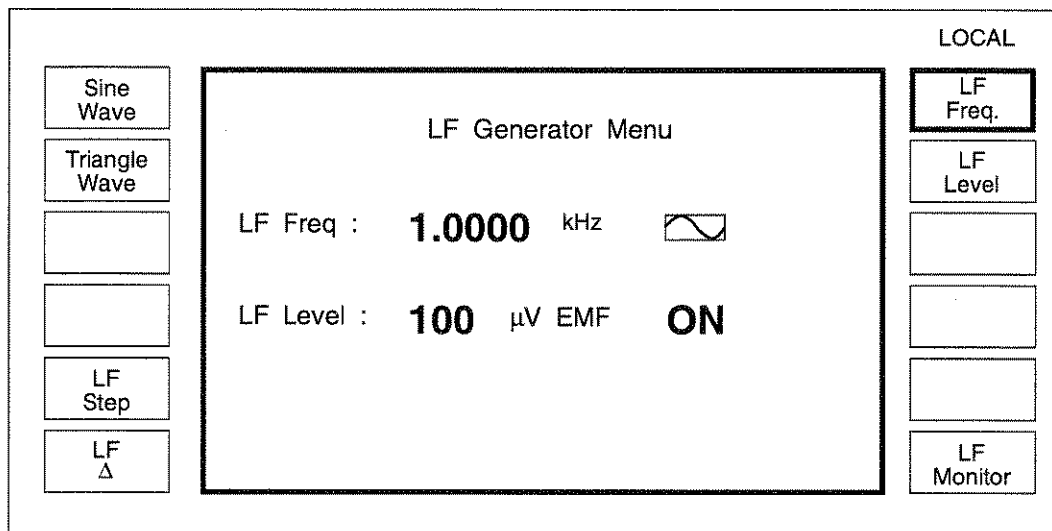 LOCAL
Sine
Wave
Triangle
Wave
LF
Step
LF
Δ
LF Generator Menu
LF Freq : 1.0000 kHz
LF Level : 100 µV EMF ON
LF
Freq.
LF
Level
LF
Monitor